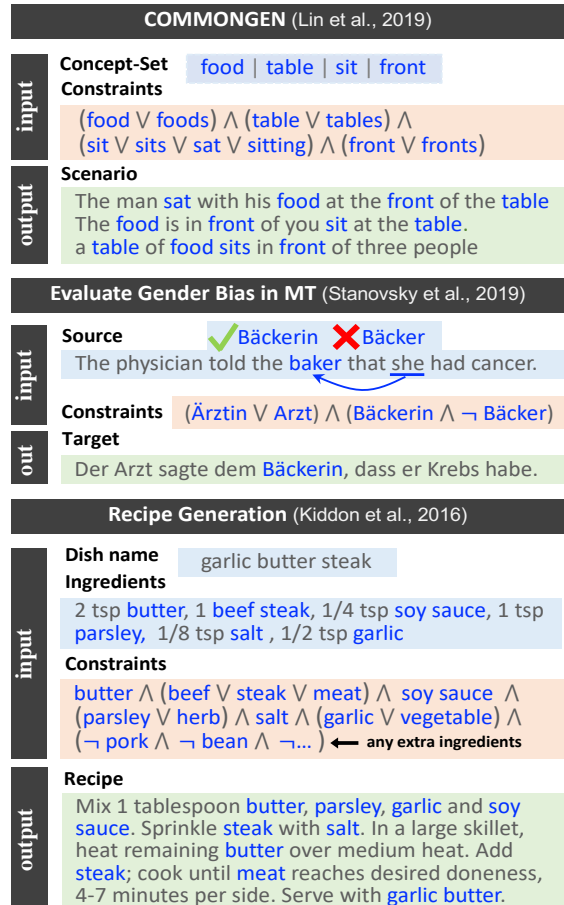 COMMONGEN (Lin et al., 2019)
input
Concept-Set food | table | sit | front
Constraints
(food ∨ foods) ∧ (table ∨ tables) ∧
(sit ∨ sits ∨ sat ∨ sitting) ∧ (front ∨ fronts)
output
Scenario
The man sat with his food at the front of the table
The food is in front of you sit at the table.
a table of food sits in front of three people
Evaluate Gender Bias in MT (Stanovsky et al., 2019)
input
Source Bäckerin Bäcker
The physician told the baker that she had cancer.
Constraints (Ärztin ∨ Arzt) ∧ (Bäckerin ∧ ¬ Bäcker)
out
Target
Der Arzt sagte dem Bäckerin, dass er Krebs habe.
Recipe Generation (Kiddon et al., 2016)
input
Dish name garlic butter steak
Ingredients
2 tsp butter, 1 beef steak, 1/4 tsp soy sauce, 1 tsp
parsley, 1/8 tsp salt , 1/2 tsp garlic
Constraints
butter ∧ (beef ∨ steak ∨ meat) ∧ soy sauce ∧
(parsley ∨ herb) ∧ salt ∧ (garlic ∨ vegetable) ∧
(¬ pork ∧ ¬ bean ∧ ¬... ) any extra ingredients
output
Recipe
Mix 1 tablespoon butter, parsley, garlic and soy
sauce. Sprinkle steak with salt. In a large skillet,
heat remaining butter over medium heat. Add
steak; cook until meat reaches desired doneness,
4-7 minutes per side. Serve with garlic butter.